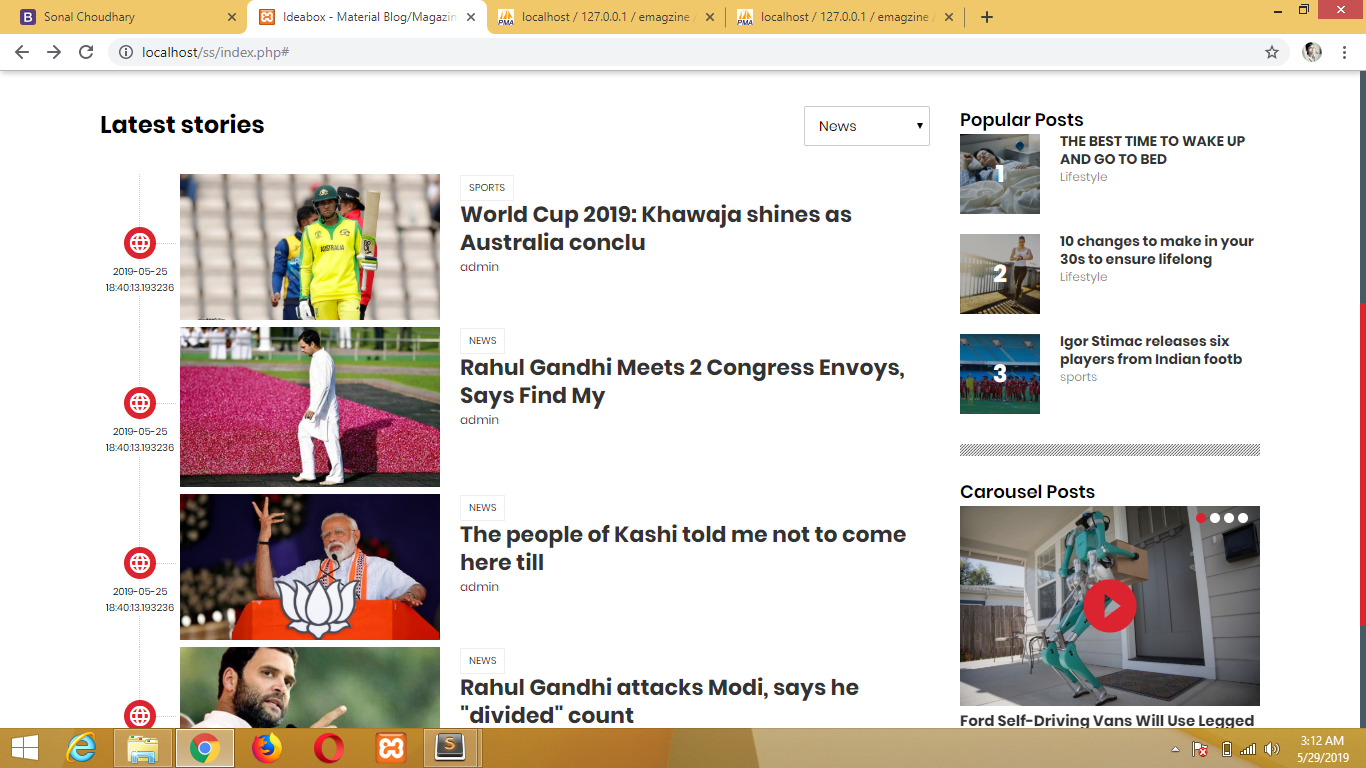 Sonal Choudhary
Ideabox - Material Blog/Magazin
localhost / 127.0.0.1 / emagzine
localhost / 127.0.0.1 / emagzine
localhost/ss/index.php#
Latest stories
News
2019-05-25
18:40:13.193236
SPORTS
World Cup 2019: Khawaja shines as
Australia conclu
admin
AUSTRALIA
2019-05-25
18:40:13.193236
NEWS
Rahul Gandhi Meets 2 Congress Envoys,
Says Find My
admin
2019-05-25
18:40:13.193236
NEWS
The people of Kashi told me not to come
here till
admin
NEWS
Rahul Gandhi attacks Modi, says he
"divided" count
Popular Posts
1
THE BEST TIME TO WAKE UP
AND GO TO BED
Lifestyle
2
10 changes to make in your
30s to ensure lifelong
Lifestyle
3
Igor Stimac releases six
players from Indian footb
sports
Carousel Posts
Ford Self-Driving Vans Will Use Legged
3:12 AM
5/29/2019